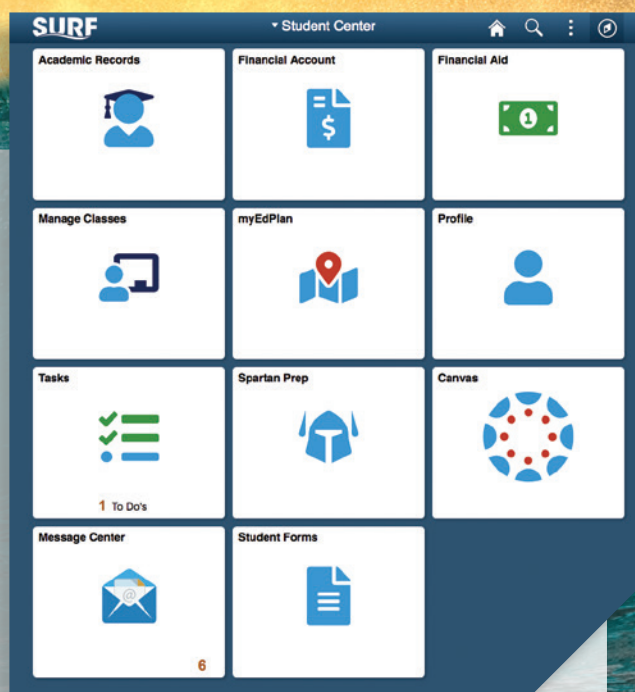 SURF
Student Center
Academic Records
Financial Account
Financial Aid
$
1
Manage Classes
myEdPlan
Profile
Tasks
Spartan Prep
Canvas
1 To Do's
Message Center
Student Forms
@
6